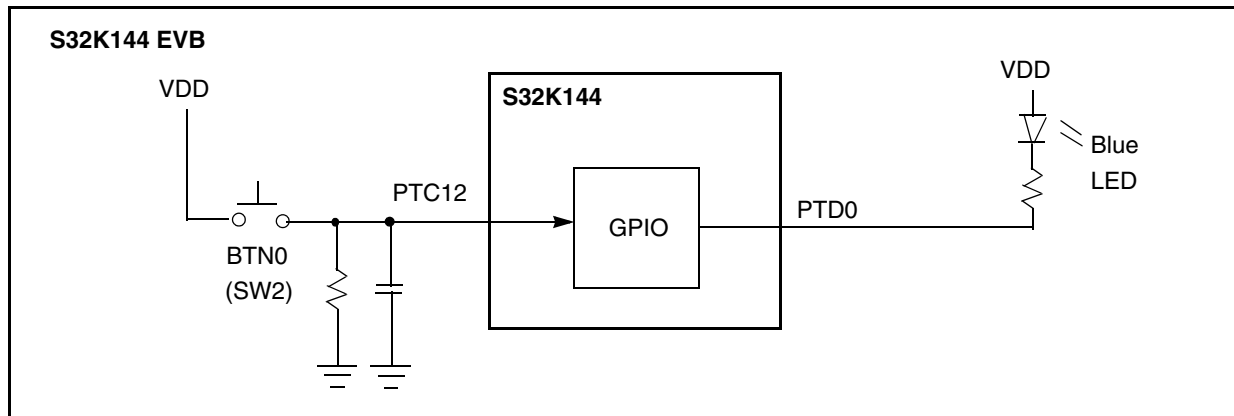 S32K144 EVB
VDD
BTN0
(SW2)
PTC12
S32K144
GPIO
PTD0
VDD
Blue
LED